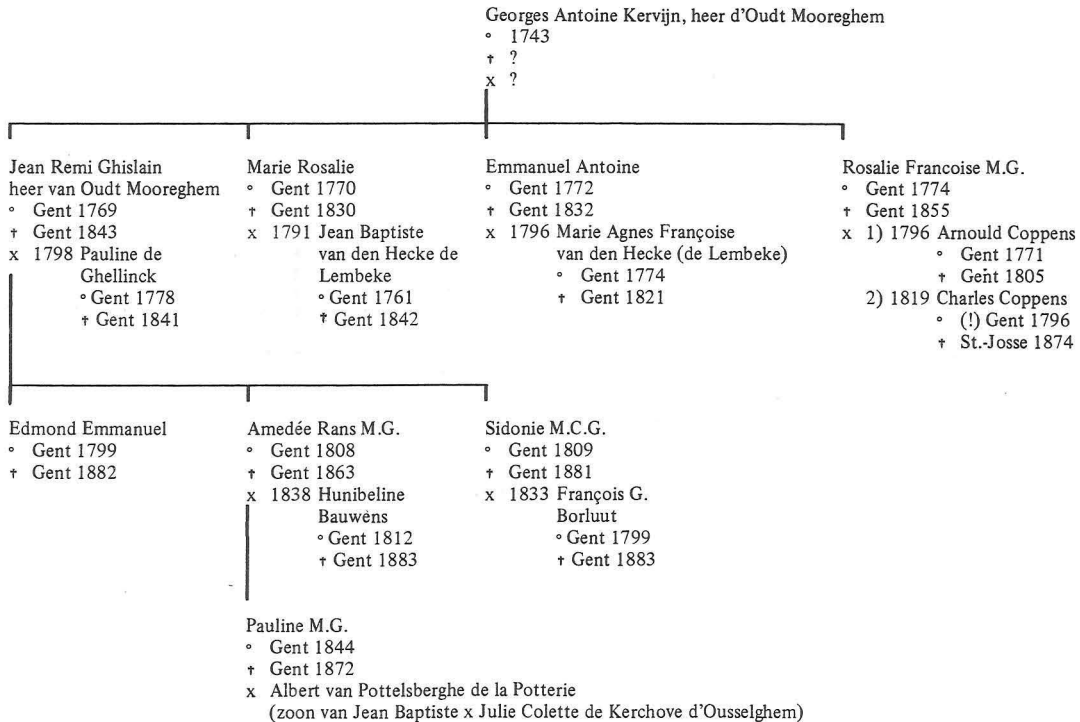 Georges Antoine Kervijn, heer d'Oudt Mooreghem
° 1743
† ?
x ?
Jean Remi Ghislain
heer van Oudt Mooreghem
° Gent 1769
† Gent 1843
x 1798 Pauline de
Ghellinck
° Gent 1778
† Gent 1841
Marie Rosalie
° Gent 1770
† Gent 1830
x 1791 Jean Baptiste
van den Hecke de
Lembeke
° Gent 1761
† Gent 1842
Emmanuel Antoine
° Gent 1772
† Gent 1832
x 1796 Marie Agnes Françoise
van den Hecke (de Lembeke)
° Gent 1774
† Gent 1821
Rosalie Francoise M.G.
° Gent 1774
† Gent 1855
x 1) 1796 Arnould Coppens
° Gent 1771
† Gent 1805
2) 1819 Charles Coppens
° (!) Gent 1796
† St.-Josse 1874
Edmond Emmanuel
° Gent 1799
† Gent 1882
Amedée Rans M.G.
° Gent 1808
† Gent 1863
x 1838 Hunibeline
Bauwèns
° Gent 1812
† Gent 1883
Sidonie M.C.G.
° Gent 1809
† Gent 1881
x 1833 François G.
Borluut
° Gent 1799
† Gent 1883
Pauline M.G.
° Gent 1844
† Gent 1872
x Albert van Pottelsberghe de la Potterie
(zoon van Jean Baptiste x Julie Colette de Kerchove d'Ousselghem)